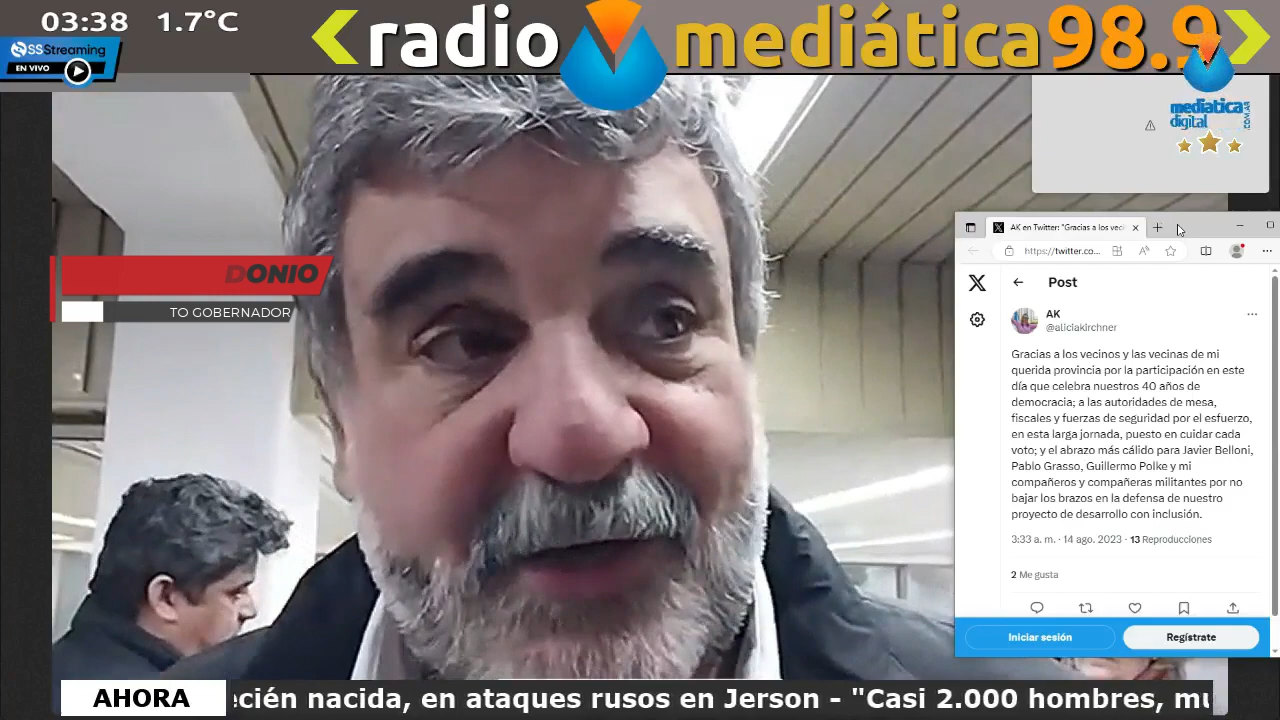 03:38 1.7°C
SSStreaming
EN VIVO
radio mediática 98.9
mediática
digital
.COM.AR
DONIO
TO GOBERNADOR
AK en Twitter: "Gracias a los veci
https://twitter.co...
Post
AK
@aliciakirchner
Gracias a los vecinos y las vecinas de mi
querida provincia por la participación en este
día que celebra nuestros 40 años de
democracia; a las autoridades de mesa,
fiscales y fuerzas de seguridad por el esfuerzo,
en esta larga jornada, puesto en cuidar cada
voto; y el abrazo más cálido para Javier Belloni,
Pablo Grasso, Guillermo Polke y mi
compañeros y compañeras militantes por no
bajar los brazos en la defensa de nuestro
proyecto de desarrollo con inclusión.
3:33 a. m. · 14 ago. 2023 · 13 Reproducciones
2 Me gusta
Iniciar sesión
Regístrate
AHORA
ecién nacida, en ataques rusos en Jerson - "Casi 2.000 hombres, mu